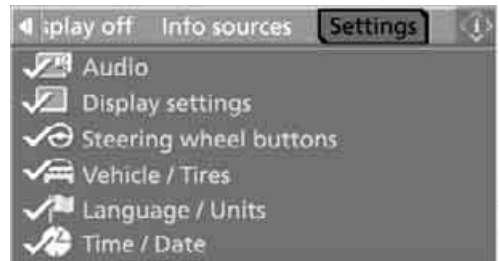 splay off Info sources Settings
Audio
Display settings
Steering wheel buttons
Vehicle / Tires
Language / Units
Time / Date